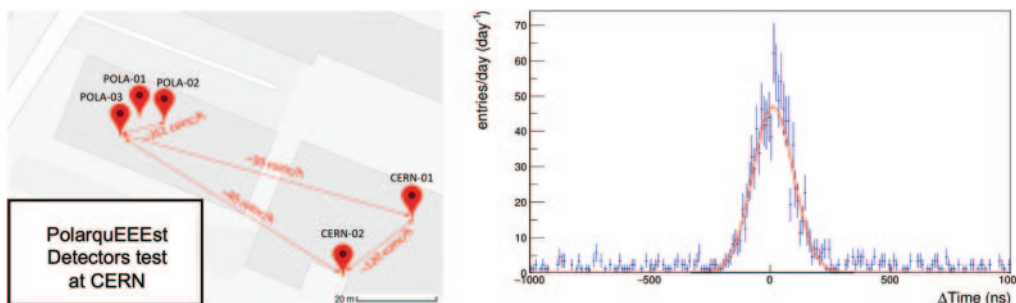 POLA-01
POLA-02
POLA-03
CERN-01
CERN-02
20 m
PolarquEEEst
Detectors test
at CERN
entries/day (day⁻¹)
70
60
50
40
30
20
10
0
−1000
−500
0
500
100
ΔTime (ns)